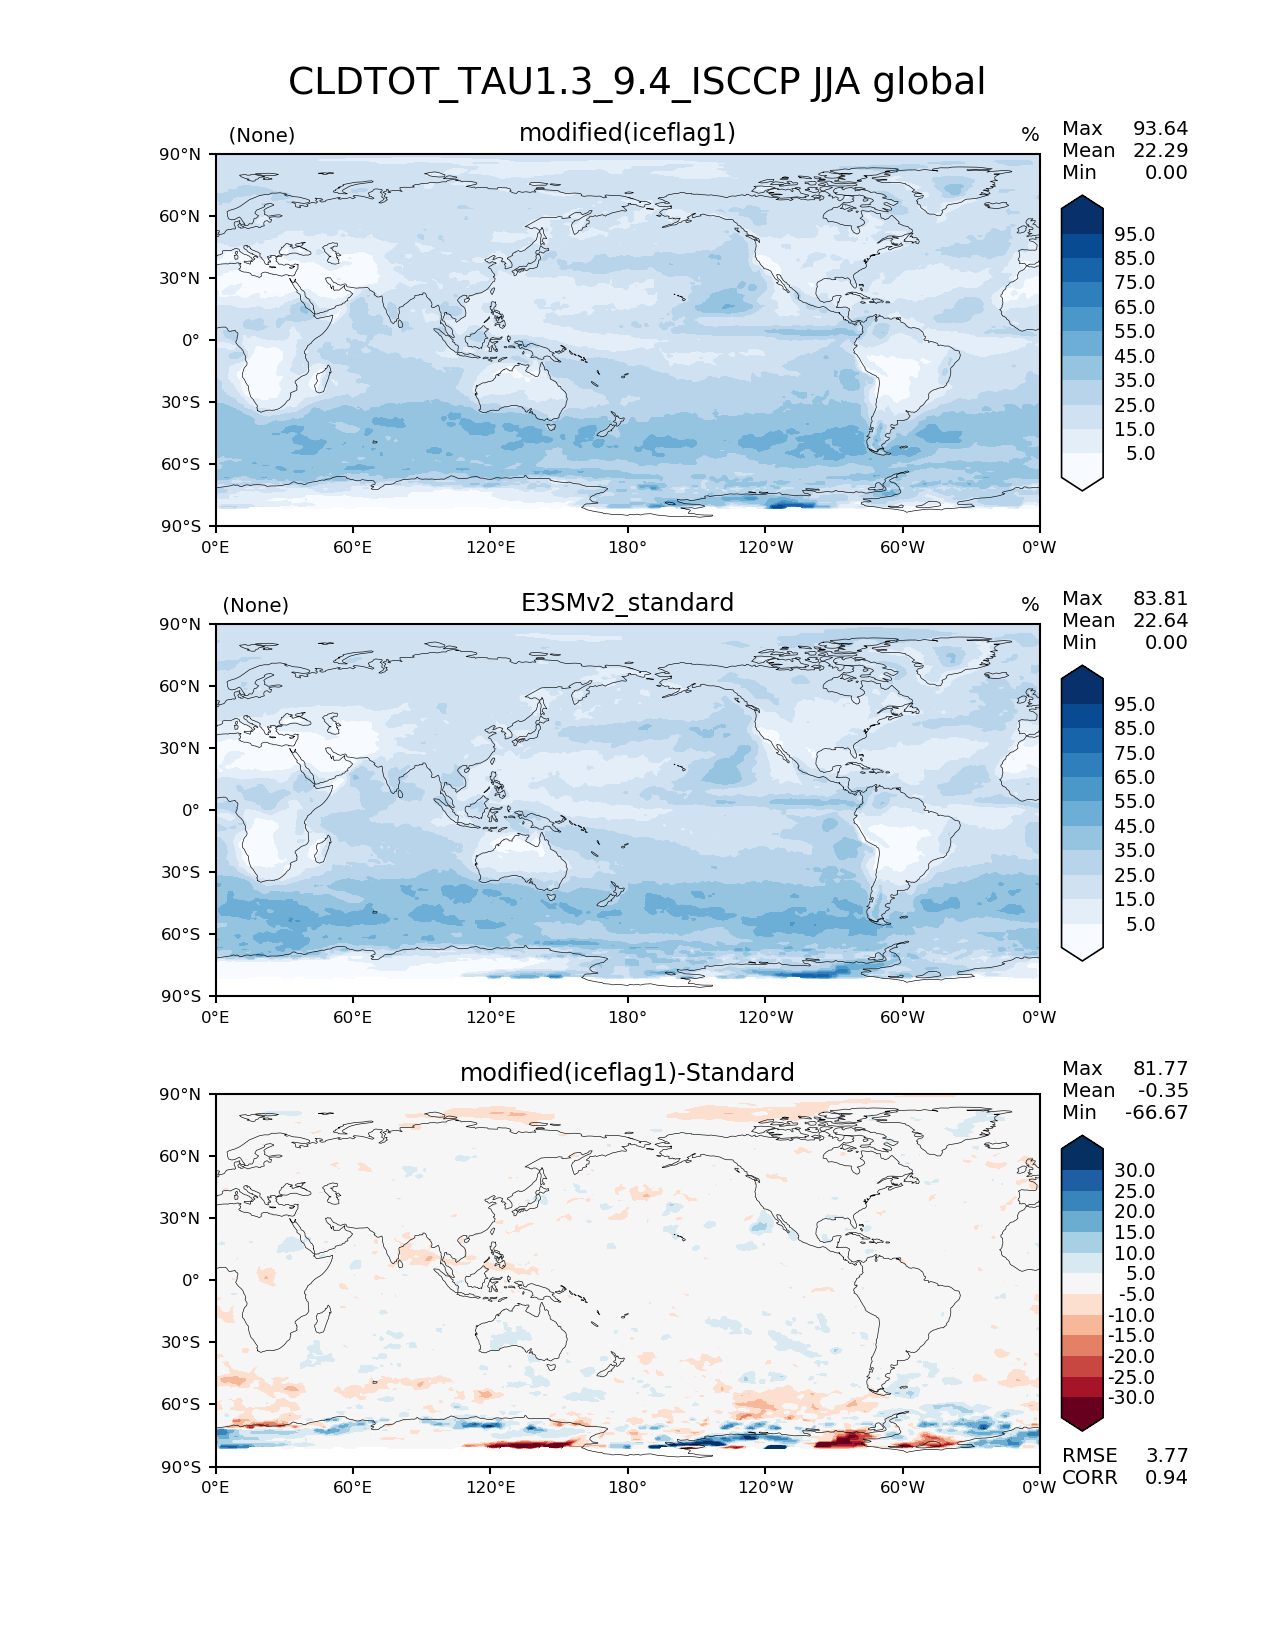 CLDTOT_TAU1.3_9.4_ISCCP JJA global
(None) modified(iceflag1) %
Max 93.64
Mean 22.29
Min 0.00
90°N
60°N
30°N
0°
30°S
60°S
90°S
0°E 60°E 120°E 180° 120°W 60°W 0°W
95.0
85.0
75.0
65.0
55.0
45.0
35.0
25.0
15.0
5.0
(None) E3SMv2_standard %
Max 83.81
Mean 22.64
Min 0.00
90°N
60°N
30°N
0°
30°S
60°S
90°S
0°E 60°E 120°E 180° 120°W 60°W 0°W
95.0
85.0
75.0
65.0
55.0
45.0
35.0
25.0
15.0
5.0
modified(iceflag1)-Standard
Max 81.77
Mean -0.35
Min -66.67
90°N
60°N
30°N
0°
30°S
60°S
90°S
0°E 60°E 120°E 180° 120°W 60°W 0°W
30.0
25.0
20.0
15.0
10.0
5.0
-5.0
-10.0
-15.0
-20.0
-25.0
-30.0
RMSE 3.77
CORR 0.94